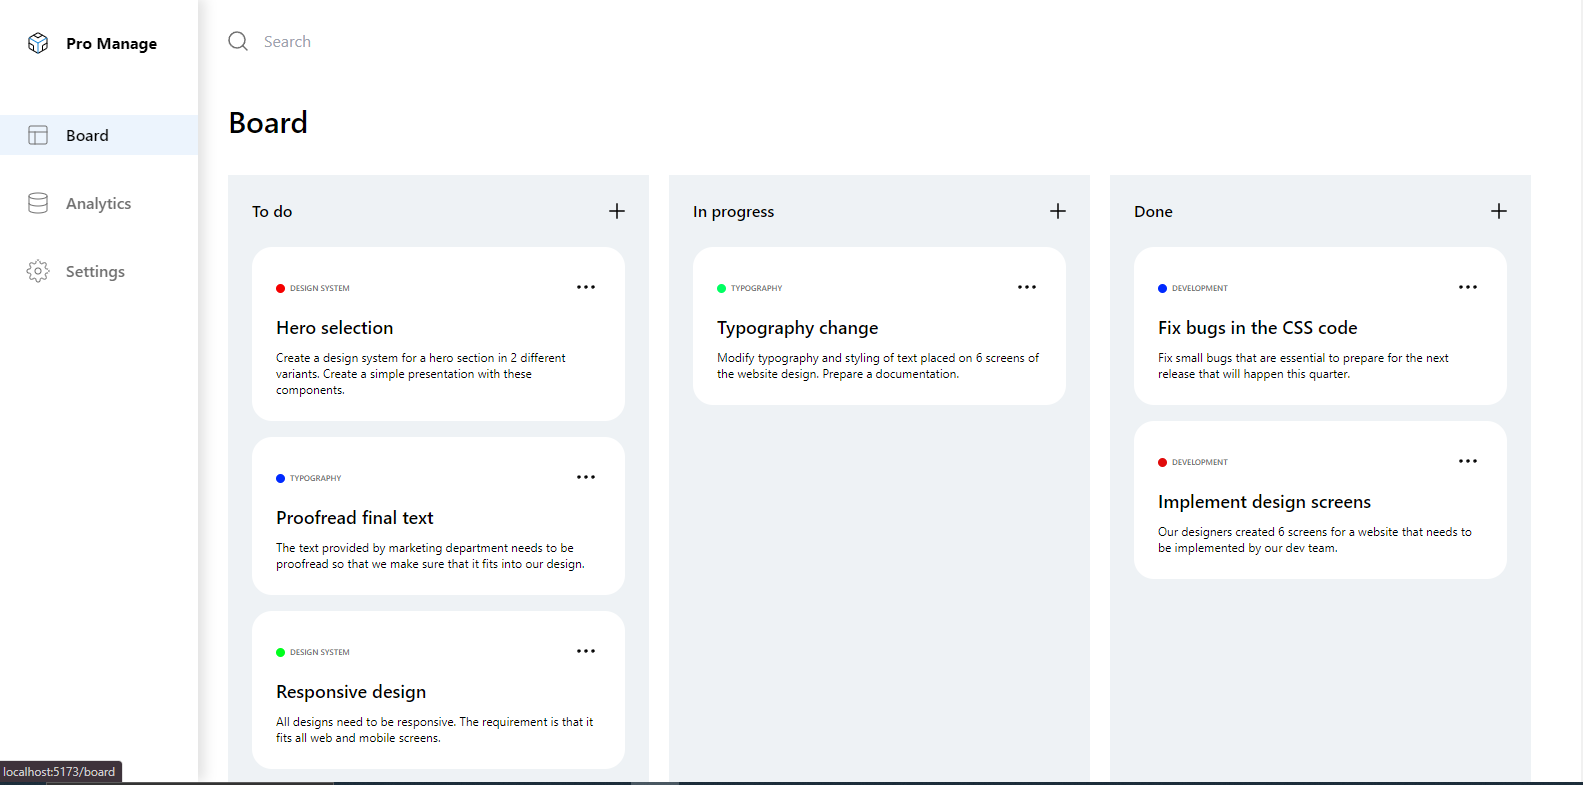 Pro Manage
Search
Board
Analytics
Settings
Board
To do
DESIGN SYSTEM
Hero selection
Create a design system for a hero section in 2 different
variants. Create a simple presentation with these
components.
TYPOGRAPHY
Proofread final text
The text provided by marketing department needs to be
proofread so that we make sure that it fits into our design.
DESIGN SYSTEM
Responsive design
All designs need to be responsive. The requirement is that it
fits all web and mobile screens.
In progress
TYPOGRAPHY
Typography change
Modify typography and styling of text placed on 6 screens of
the website design. Prepare a documentation.
Done
DEVELOPMENT
Fix bugs in the CSS code
Fix small bugs that are essential to prepare for the next
release that will happen this quarter.
DEVELOPMENT
Implement design screens
Our designers created 6 screens for a website that needs to
be implemented by our dev team.
localhost:5173/board